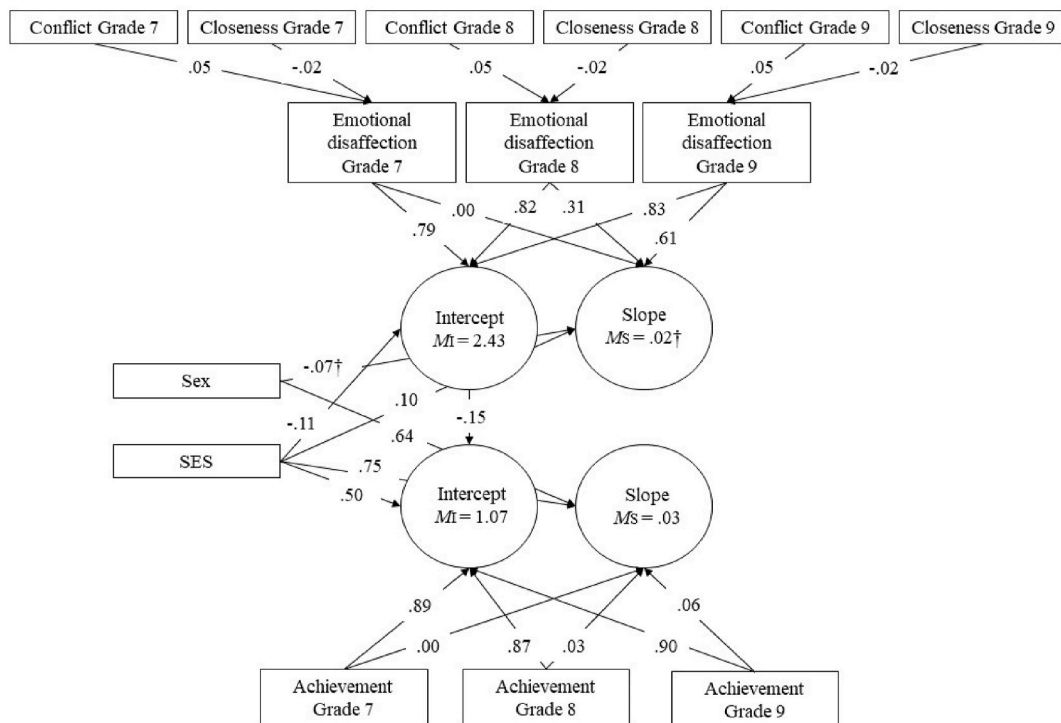 Conflict Grade 7
Closeness Grade 7
Conflict Grade 8
Closeness Grade 8
Conflict Grade 9
Closeness Grade 9
.05
-.02
.05
-.02
.05
-.02
Emotional
disaffection
Grade 7
Emotional
disaffection
Grade 8
Emotional
disaffection
Grade 9
.79
.00
.82
.31
.83
.61
Intercept
MI = 2.43
Slope
MS = .02†
Sex
-.07†
.10
-.15
-.11
.64
SES
.75
.50
Intercept
MI = 1.07
Slope
MS = .03
.89
.00
.87
.03
.90
.06
Achievement
Grade 7
Achievement
Grade 8
Achievement
Grade 9